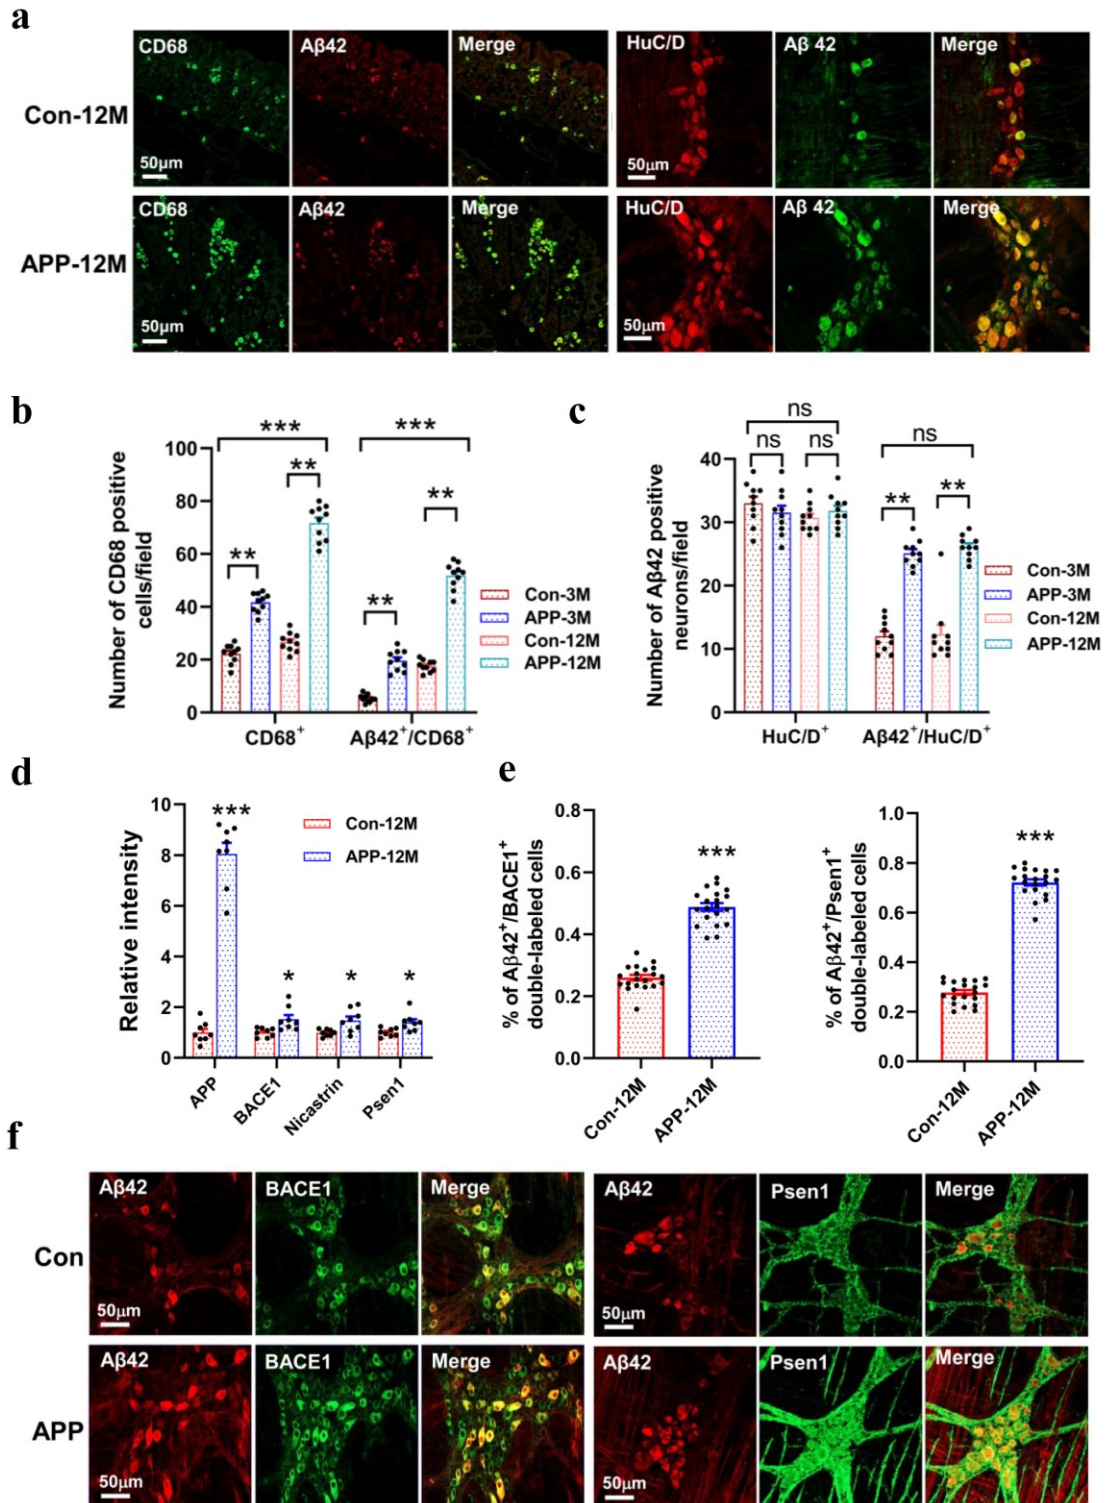 a
CD68 Aβ42 Merge HuC/D Aβ 42 Merge
Con-12M
50μm 50μm
CD68 Aβ42 Merge HuC/D Aβ 42 Merge
APP-12M
50μm 50μm
b
Number of CD68 positive
cells/field
100
80
60
40
20
0
*** ***
** ** ** **
CD68⁺ Aβ42⁺/CD68⁺
Con-3M
APP-3M
Con-12M
APP-12M
c
Number of Aβ42 positive
neurons/field
40
30
20
10
0
ns ns
ns ns ** **
HuC/D⁺ Aβ42⁺/HuC/D⁺
Con-3M
APP-3M
Con-12M
APP-12M
d
Relative intensity
10
8
6
4
2
0
*** * * *
Con-12M
APP-12M
APP BACE1 Nicastrin Psen1
e
% of Aβ42⁺/BACE1⁺
double-labeled cells
0.8
0.6
0.4
0.2
0.0
***
Con-12M APP-12M
% of Aβ42⁺/Psen1⁺
double-labeled cells
1.0
0.8
0.6
0.4
0.2
0.0
***
Con-12M APP-12M
f
Aβ42 BACE1 Merge Aβ42 Psen1 Merge
Con
50μm 50μm
Aβ42 BACE1 Merge Aβ42 Psen1 Merge
APP
50μm 50μm